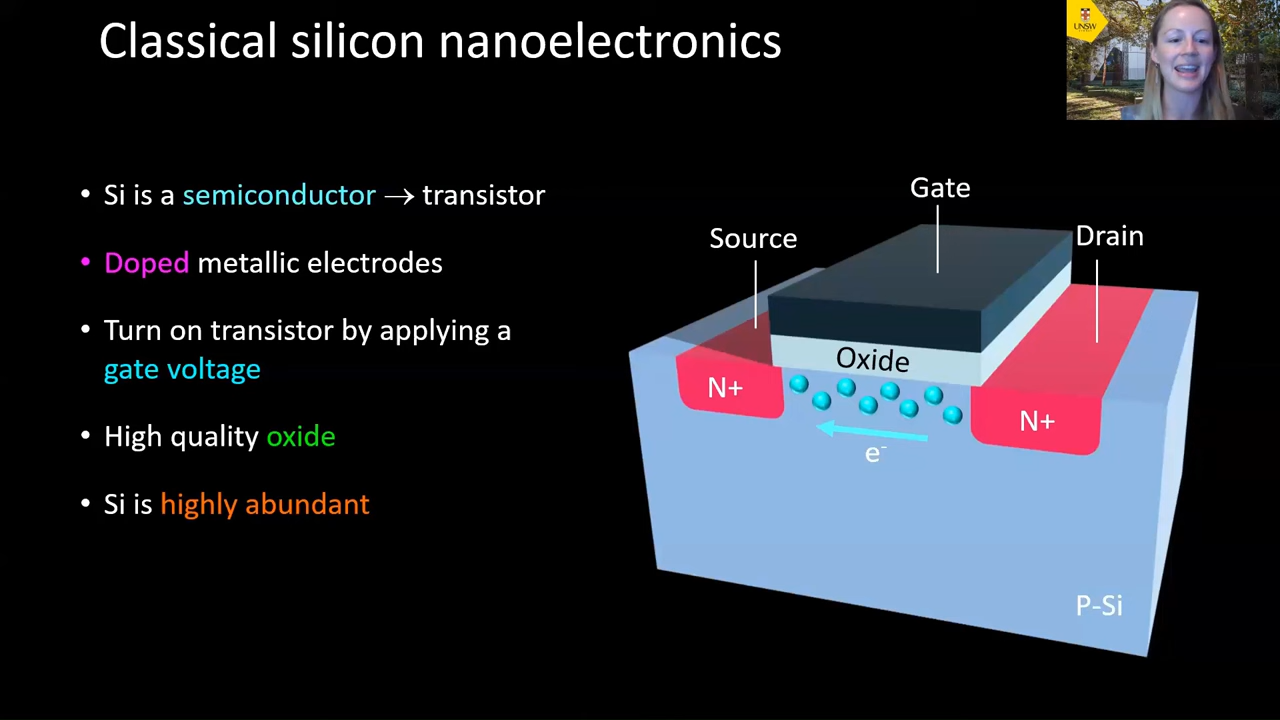 Classical silicon nanoelectronics
UNSW
• Si is a semiconductor → transistor
• Doped metallic electrodes
• Turn on transistor by applying a
gate voltage
• High quality oxide
• Si is highly abundant
Gate
Source
Drain
Oxide
N+
N+
e⁻
P-Si